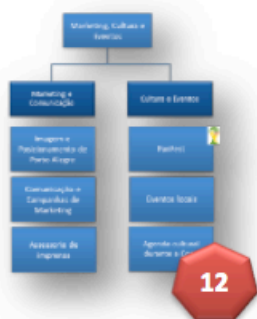 Marketing, Cultura e
Eventos
Marketing e
Comunicação
Cultura e Eventos
Imagem e
Posicionamento de
Porto Alegre
FanFest
Comunicação e
Campanhas de
Marketing
Eventos locais
Assessoria de
Imprensa
Agenda cultural
durante a
12